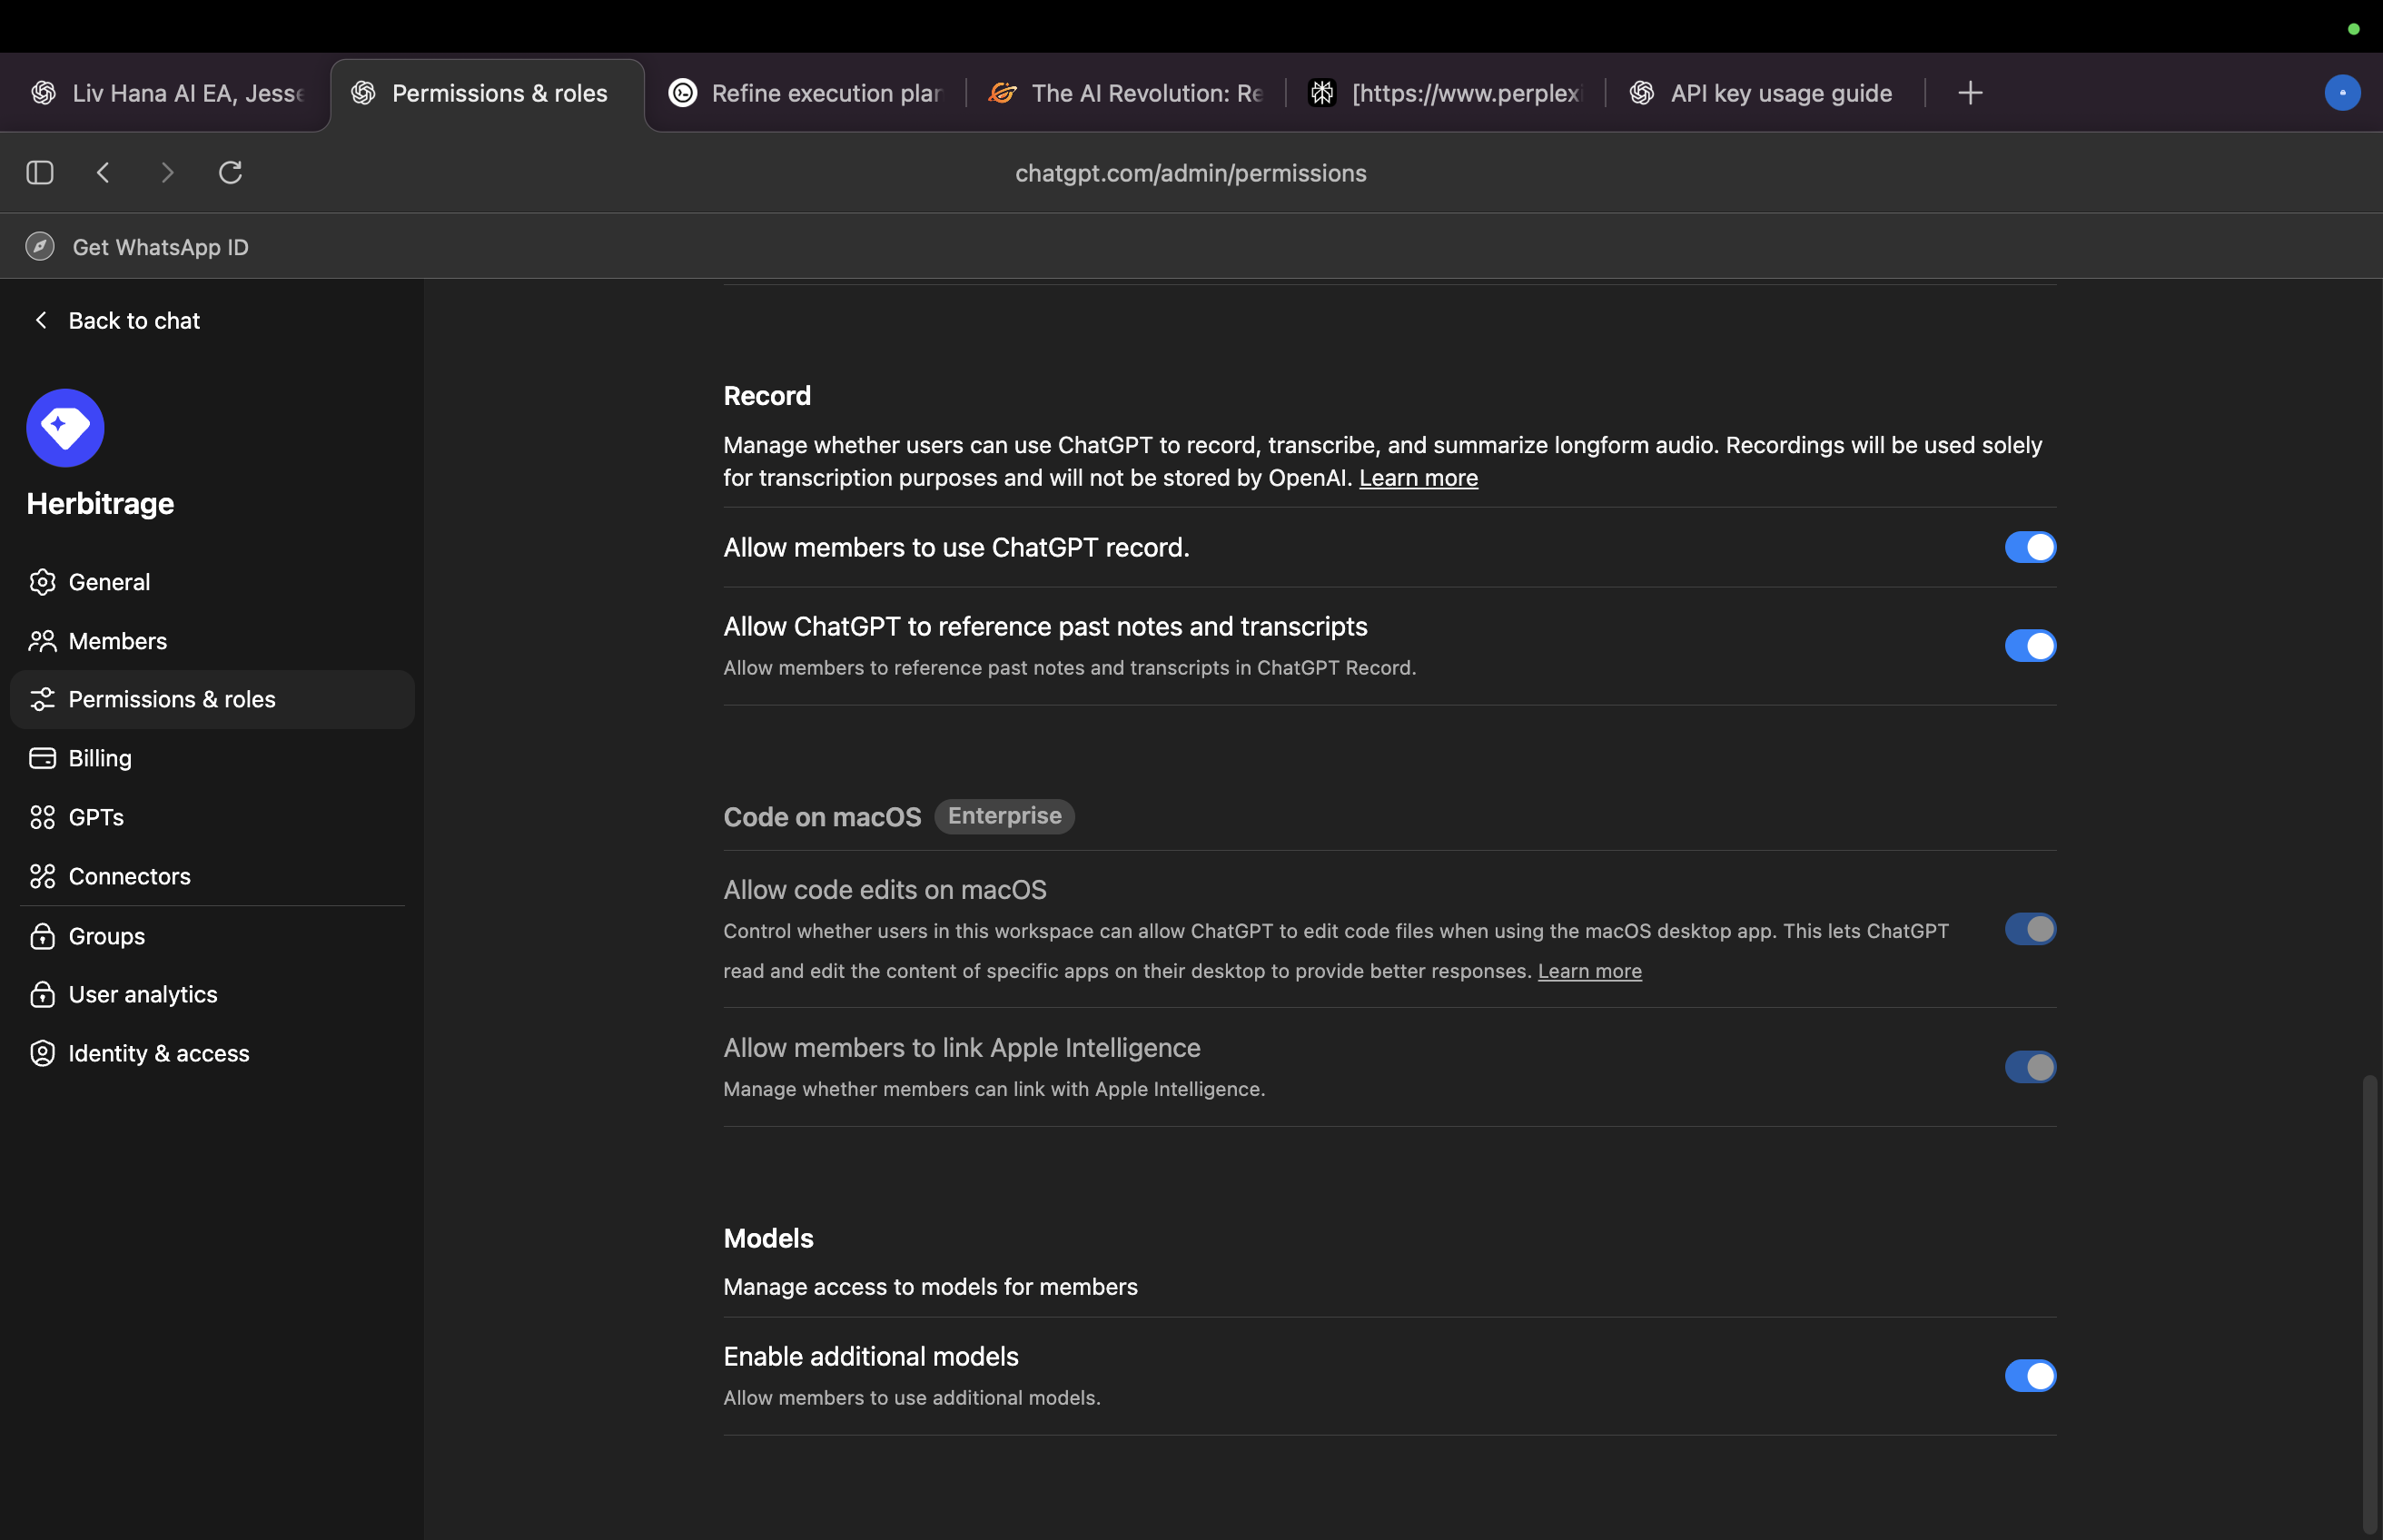 Liv Hana AI EA, Jesse
Permissions & roles
Refine execution plan
The AI Revolution: Re
[https://www.perplexi
API key usage guide
chatgpt.com/admin/permissions
Get WhatsApp ID
Back to chat
Herbitrage
General
Members
Permissions & roles
Billing
GPTs
Connectors
Groups
User analytics
Identity & access
Record
Manage whether users can use ChatGPT to record, transcribe, and summarize longform audio. Recordings will be used solely
for transcription purposes and will not be stored by OpenAI. Learn more
Allow members to use ChatGPT record.
Allow ChatGPT to reference past notes and transcripts
Allow members to reference past notes and transcripts in ChatGPT Record.
Code on macOS Enterprise
Allow code edits on macOS
Control whether users in this workspace can allow ChatGPT to edit code files when using the macOS desktop app. This lets ChatGPT
read and edit the content of specific apps on their desktop to provide better responses. Learn more
Allow members to link Apple Intelligence
Manage whether members can link with Apple Intelligence.
Models
Manage access to models for members
Enable additional models
Allow members to use additional models.